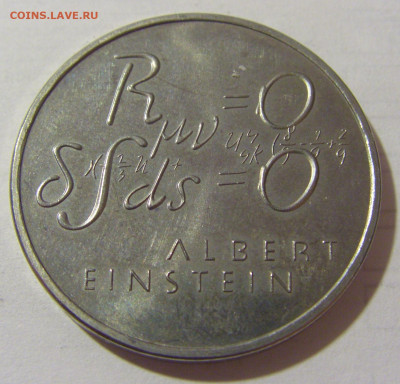 COINS.LAVE.RU
Rμν = 0
δ∫ds = 0
ALBERT
EINSTEIN